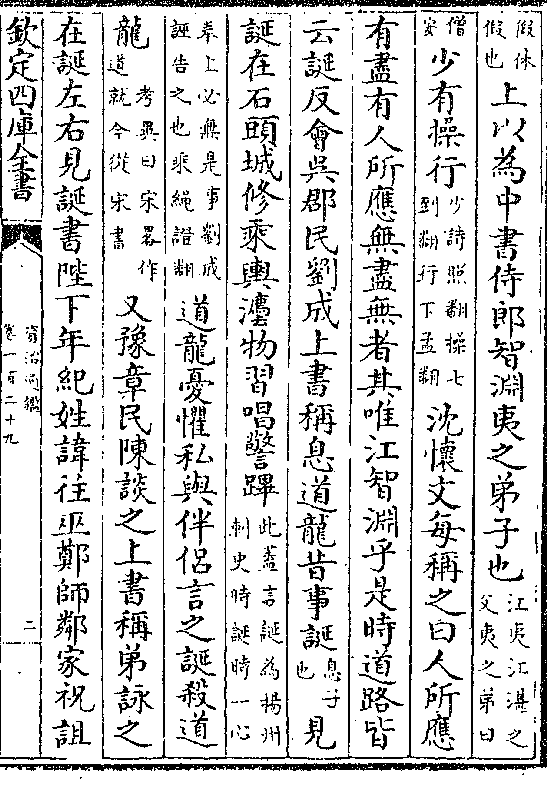 假休假也上以為中書侍郎智淵夷之弟子也江夷江湛之父夷之弟曰
僧安少有操行少詩照翻操七到翻行下孟翻沈懷文每稱之曰人所應
有盡有人所應無盡無者其唯江智淵乎是時道路皆
云誕反會吳郡民劉成上書稱息道龍昔事誕息子也見
誕在石頭城修乘輿灋物習唱警蹕此蓋言誕為揚州刺史時誕時一心
奉上必無是事劉成誣告之也乘繩證翻道龍憂懼私與伴侶言之誕殺道
龍考異曰宋畧作道就今從宋書又豫章民陳談之上書稱弟詠之
在誕左右見誕書陛下年紀姓諱往巫鄭師鄰家祝詛
欽定四庫全書
資治通鑑
卷一百二十九
二